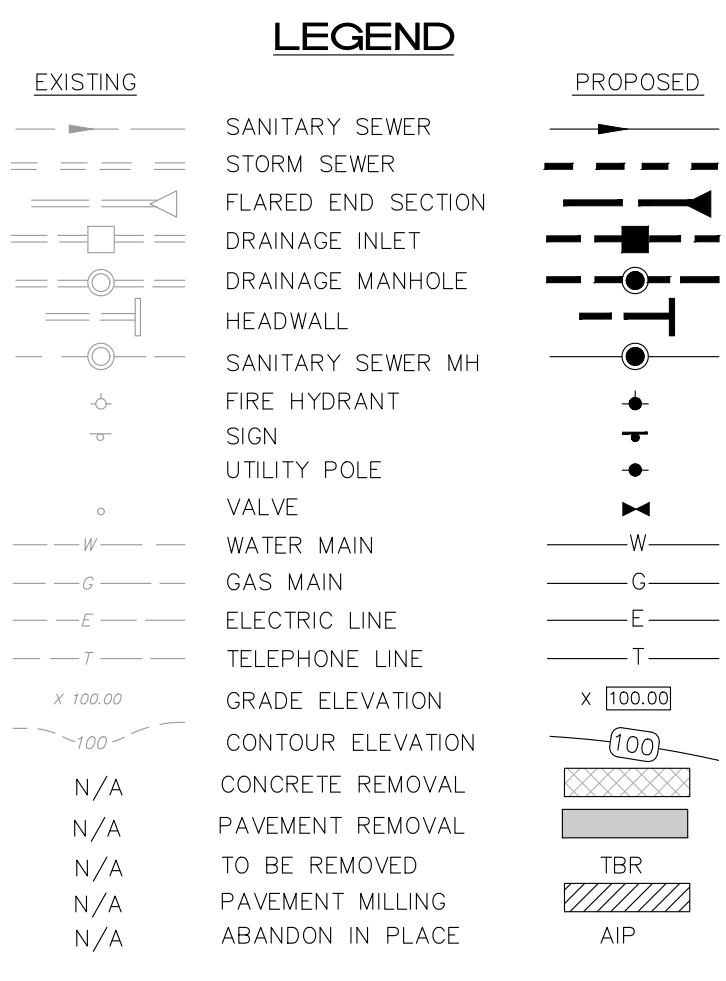 LEGEND
EXISTING PROPOSED
SANITARY SEWER
STORM SEWER
FLARED END SECTION
DRAINAGE INLET
DRAINAGE MANHOLE
HEADWALL
SANITARY SEWER MH
FIRE HYDRANT
SIGN
UTILITY POLE
VALVE
W WATER MAIN W
G GAS MAIN G
E ELECTRIC LINE E
T TELEPHONE LINE T
X 100.00 GRADE ELEVATION X 100.00
100 CONTOUR ELEVATION 100
N/A CONCRETE REMOVAL
N/A PAVEMENT REMOVAL
N/A TO BE REMOVED TBR
N/A PAVEMENT MILLING
N/A ABANDON IN PLACE AIP